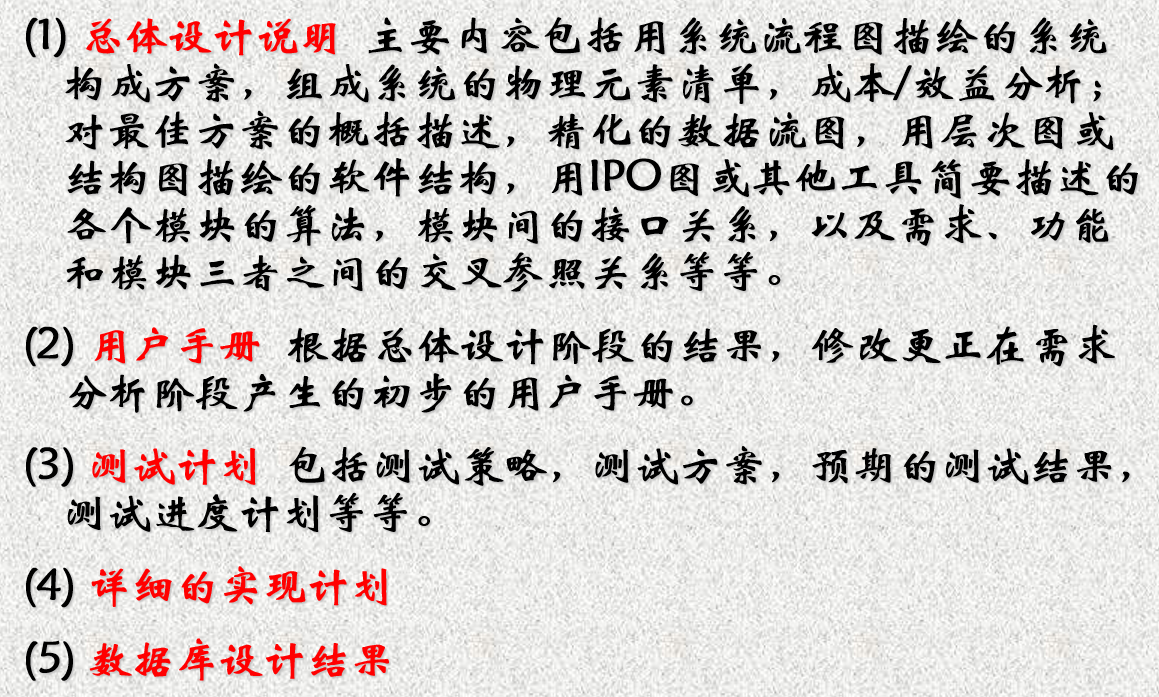 (1) 总体设计说明 主要内容包括用系统流程图描绘的系统
构成方案，组成系统的物理元素清单，成本/效益分析；
对最佳方案的概括描述，精化的数据流图，用层次图或
结构图描绘的软件结构，用IPO图或其他工具简要描述的
各个模块的算法，模块间的接口关系，以及需求、功能
和模块三者之间的交叉参照关系等等。
(2) 用户手册 根据总体设计阶段的结果，修改更正在需求
分析阶段产生的初步的用户手册。
(3) 测试计划 包括测试策略，测试方案，预期的测试结果，
测试进度计划等等。
(4) 详细的实现计划
(5) 数据库设计结果